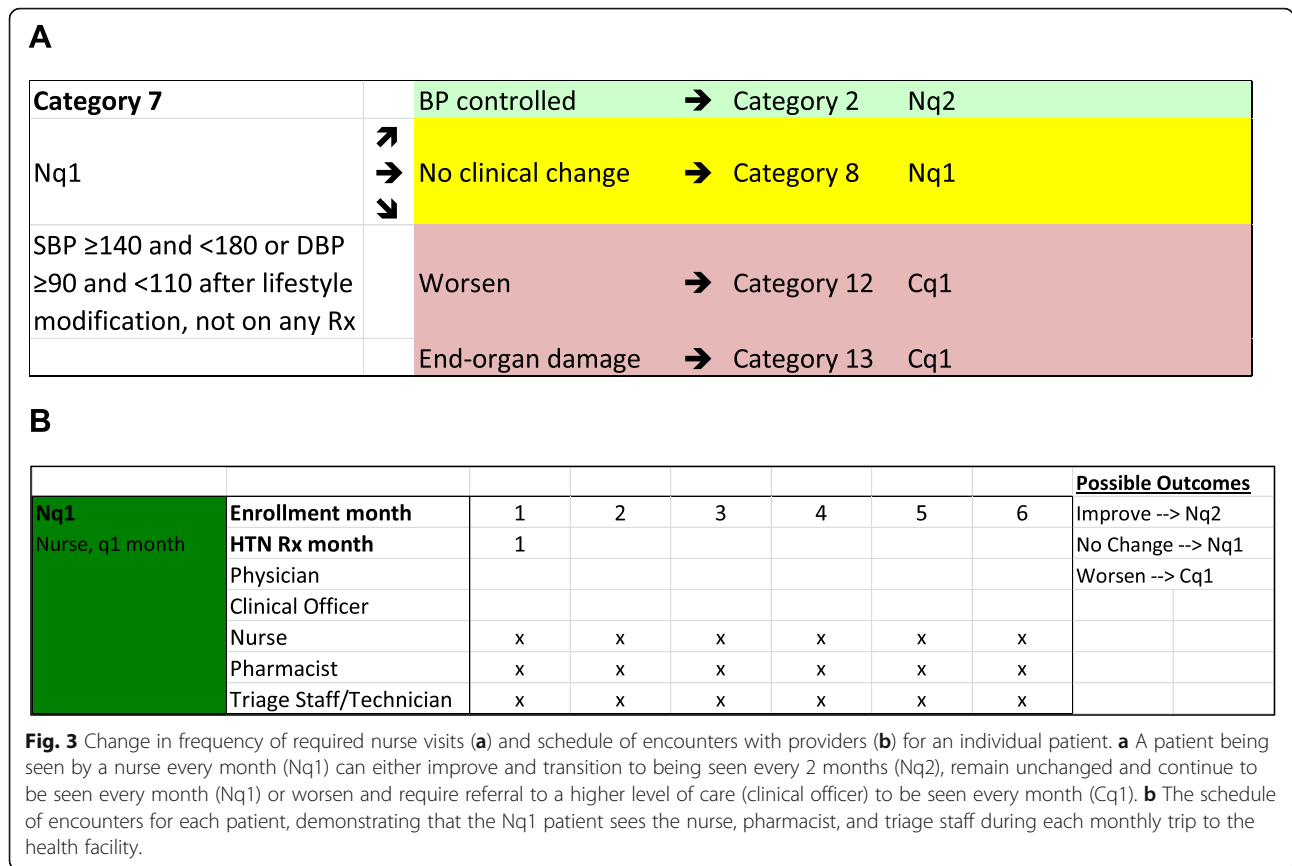 A
Category 7 BP controlled ➔ Category 2 Nq2
Nq1 ➔ No clinical change ➔ Category 8 Nq1
SBP ≥140 and <180 or DBP
≥90 and <110 after lifestyle
modification, not on any Rx
Worsen ➔ Category 12 Cq1
End-organ damage ➔ Category 13 Cq1
B
Possible Outcomes
Nq1 Enrollment month 1 2 3 4 5 6 Improve --> Nq2
Nurse, q1 month HTN Rx month 1 No Change --> Nq1
Physician Worsen --> Cq1
Clinical Officer
Nurse x x x x x x
Pharmacist x x x x x x
Triage Staff/Technician x x x x x x
Fig. 3 Change in frequency of required nurse visits (a) and schedule of encounters with providers (b) for an individual patient. a A patient being
seen by a nurse every month (Nq1) can either improve and transition to being seen every 2 months (Nq2), remain unchanged and continue to
be seen every month (Nq1) or worsen and require referral to a higher level of care (clinical officer) to be seen every month (Cq1). b The schedule
of encounters for each patient, demonstrating that the Nq1 patient sees the nurse, pharmacist, and triage staff during each monthly trip to the
health facility.